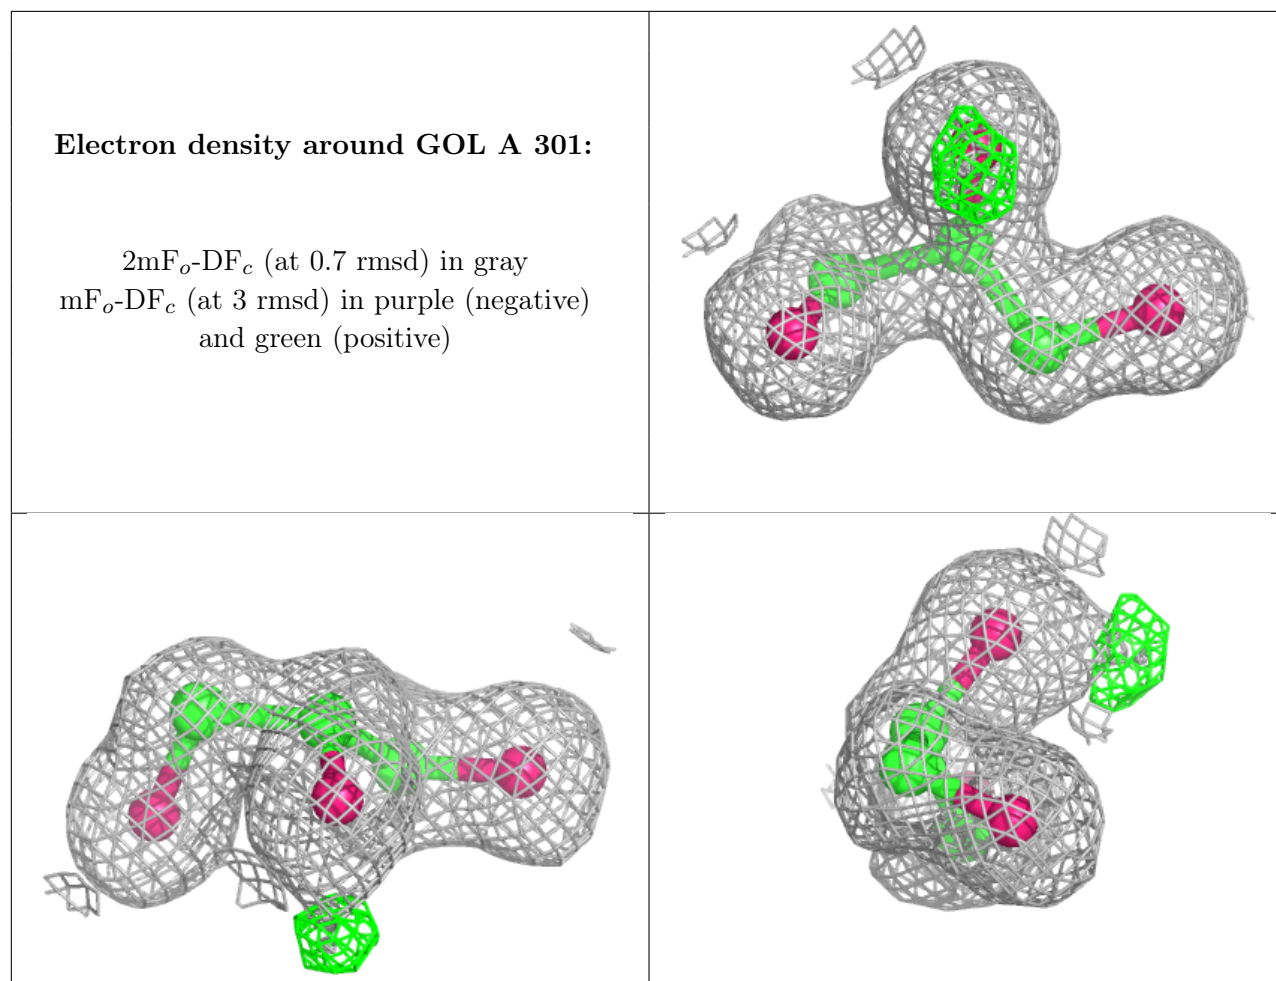 Electron density around GOL A 301:
2mFo-DFc (at 0.7 rmsd) in gray
mFo-DFc (at 3 rmsd) in purple (negative)
and green (positive)